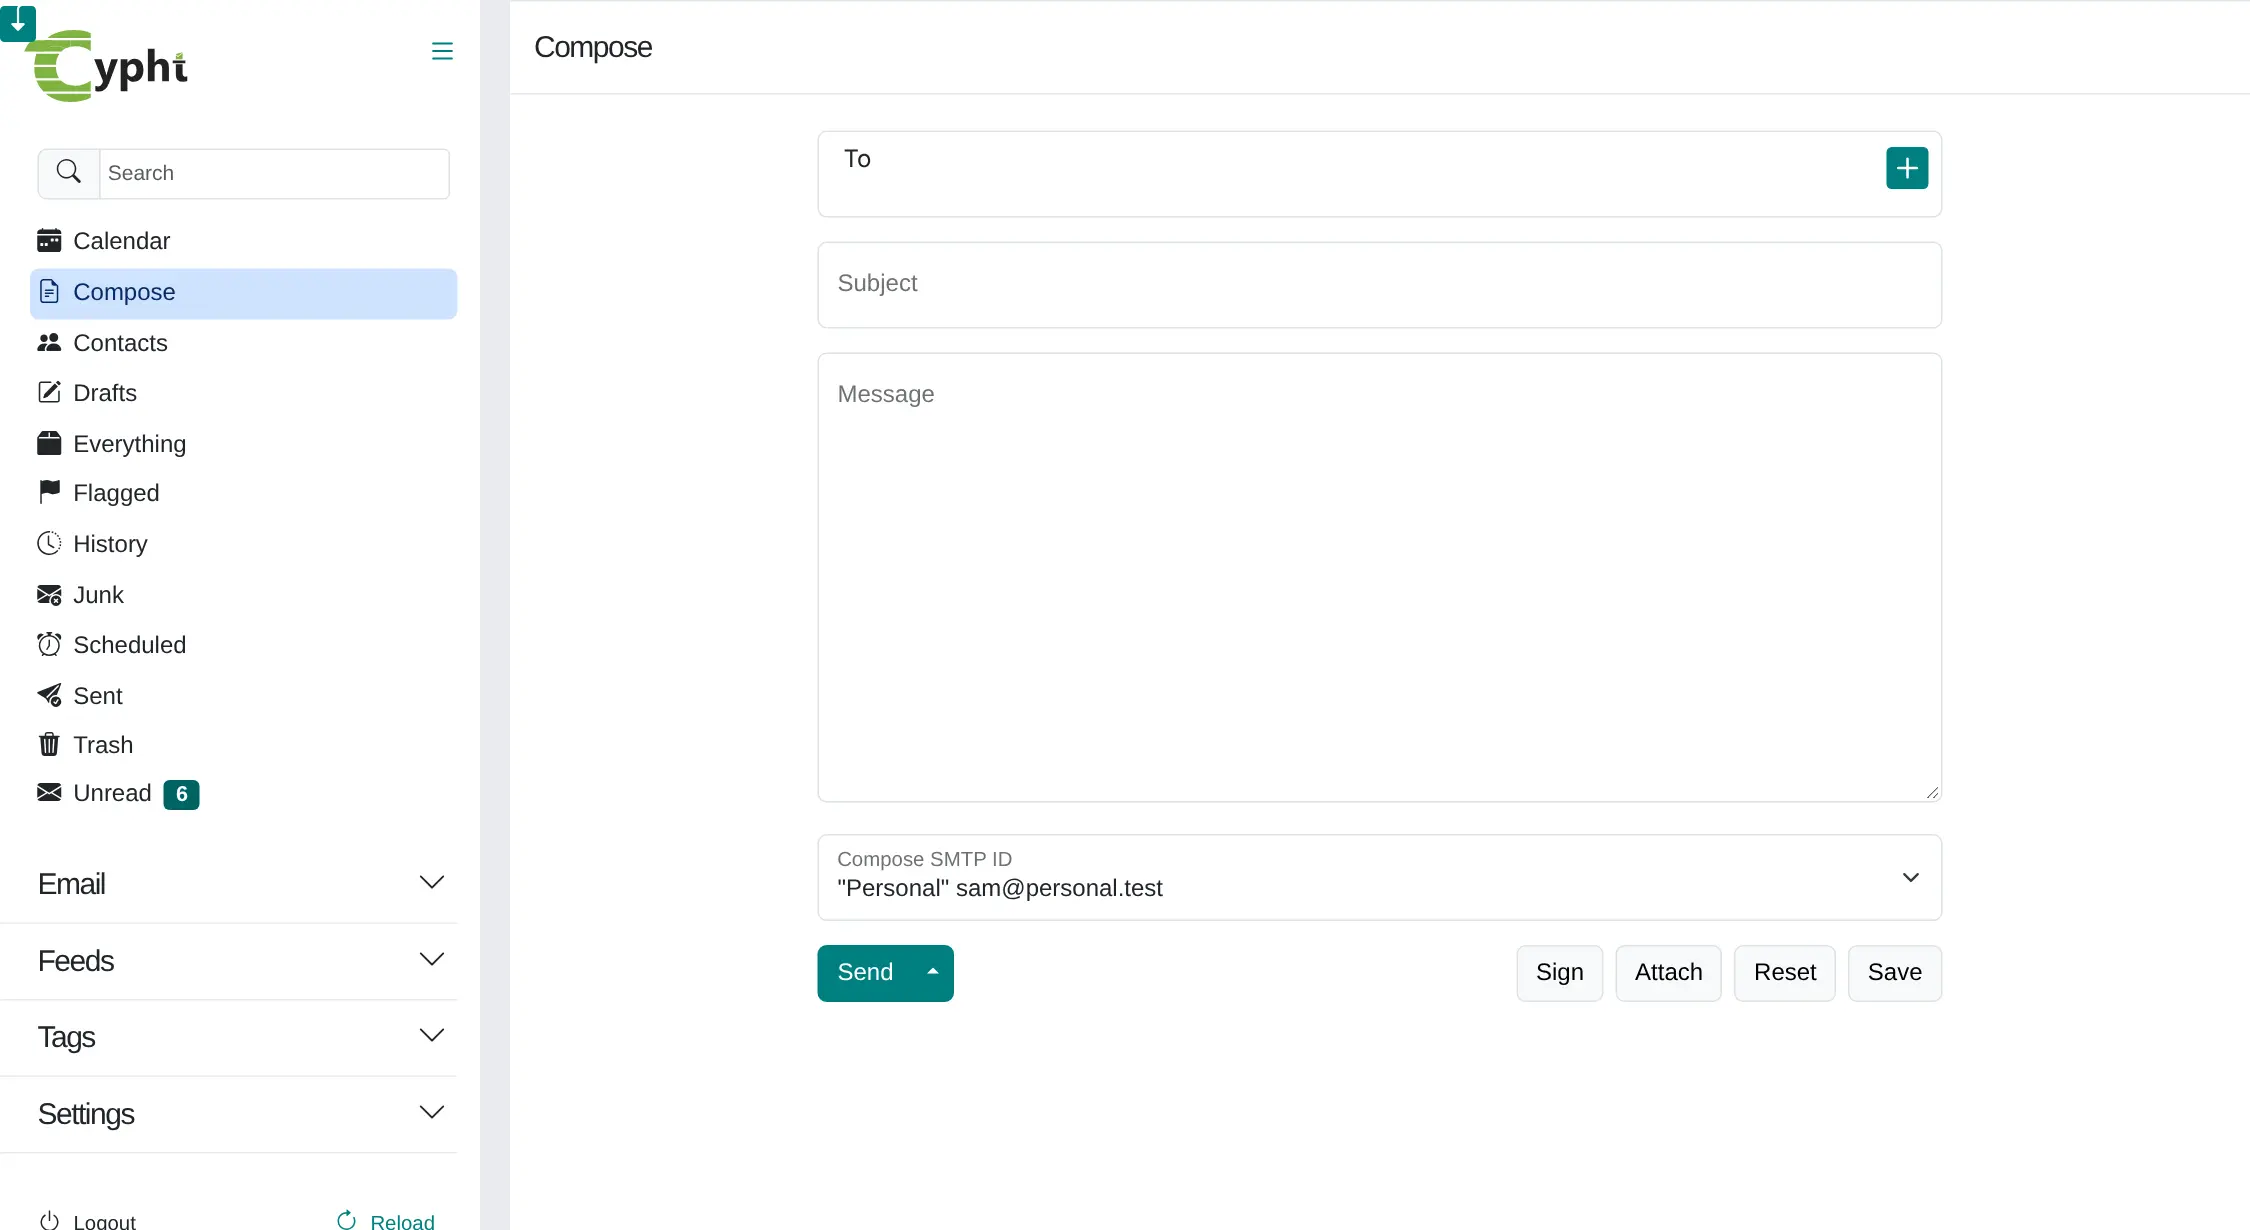 Cypht
Search
Calendar
Compose
Contacts
Drafts
Everything
Flagged
History
Junk
Scheduled
Sent
Trash
Unread 6
Email
Feeds
Tags
Settings
Logout
Reload
Compose
To
Subject
Message
Compose SMTP ID
"Personal" sam@personal.test
Send
Sign
Attach
Reset
Save